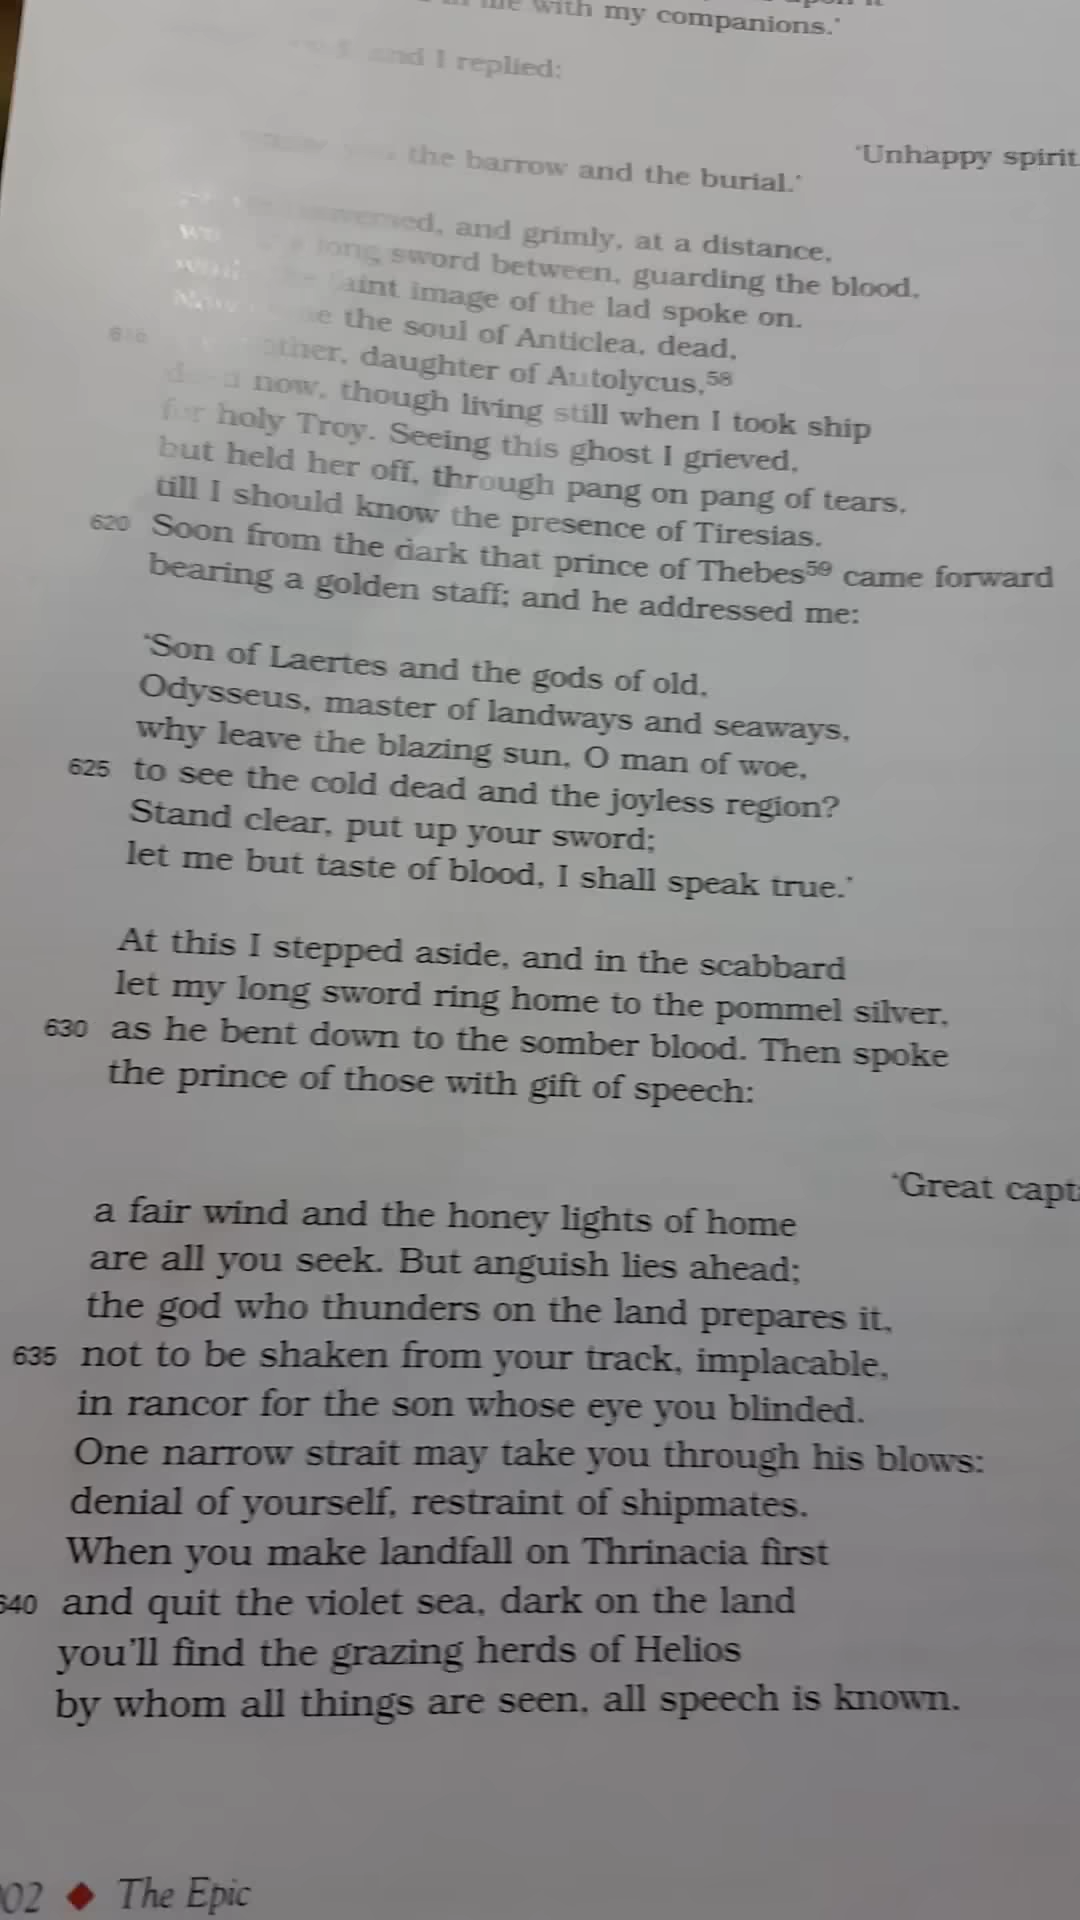 with my companions.'
and I replied:
'Unhappy spirit
the barrow and the burial.'
and grimly, at a distance,
long sword between, guarding the blood,
faint image of the lad spoke on.
the soul of Anticlea, dead,
daughter of Autolycus,58
now, though living still when I took ship
for holy Troy. Seeing this ghost I grieved,
but held her off, through pang on pang of tears,
till I should know the presence of Tiresias.
620 Soon from the dark that prince of Thebes59 came forward
bearing a golden staff; and he addressed me:
'Son of Laertes and the gods of old,
Odysseus, master of landways and seaways,
why leave the blazing sun, O man of woe,
625 to see the cold dead and the joyless region?
Stand clear, put up your sword;
let me but taste of blood, I shall speak true.'
At this I stepped aside, and in the scabbard
let my long sword ring home to the pommel silver,
630 as he bent down to the somber blood. Then spoke
the prince of those with gift of speech:
'Great
a fair wind and the honey lights of home
are all you seek. But anguish lies ahead;
the god who thunders on the land prepares it,
635 not to be shaken from your track, implacable,
in rancor for the son whose eye you blinded.
One narrow strait may take you through his blows:
denial of yourself, restraint of shipmates.
When you make landfall on Thrinacia first
640 and quit the violet sea, dark on the land
you'll find the grazing herds of Helios
by whom all things are seen, all speech is known.
02 ◆ The Epic